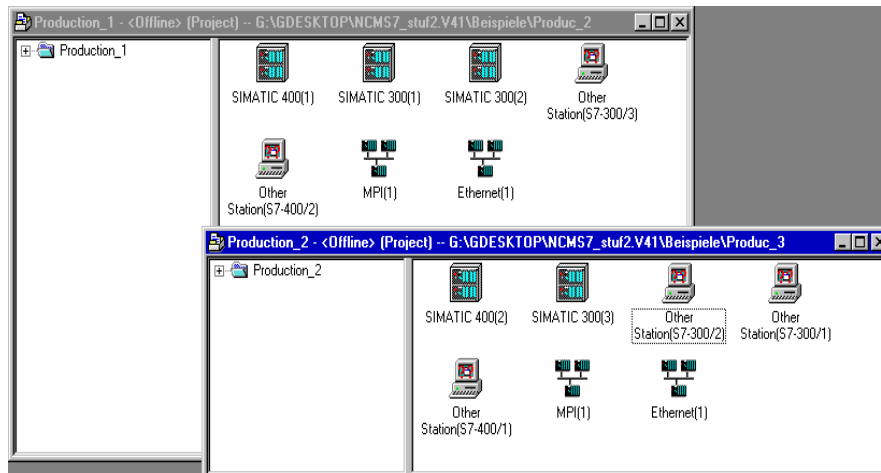 Production_1 - <Offline> (Project) -- G:\GDESKTOP\NCMS7_stuf2.V41\Beispiele\Produc_2
Production_1
SIMATIC 400(1)
SIMATIC 300(1)
SIMATIC 300(2)
Other
Station(S7-300/3)
Other
Station(S7-400/2)
MPI(1)
Ethernet(1)
Production_2 - <Offline> (Project) -- G:\GDESKTOP\NCMS7_stuf2.V41\Beispiele\Produc_3
Production_2
SIMATIC 400(2)
SIMATIC 300(3)
Other
Station(S7-300/2)
Other
Station(S7-300/1)
Other
Station(S7-400/1)
MPI(1)
Ethernet(1)